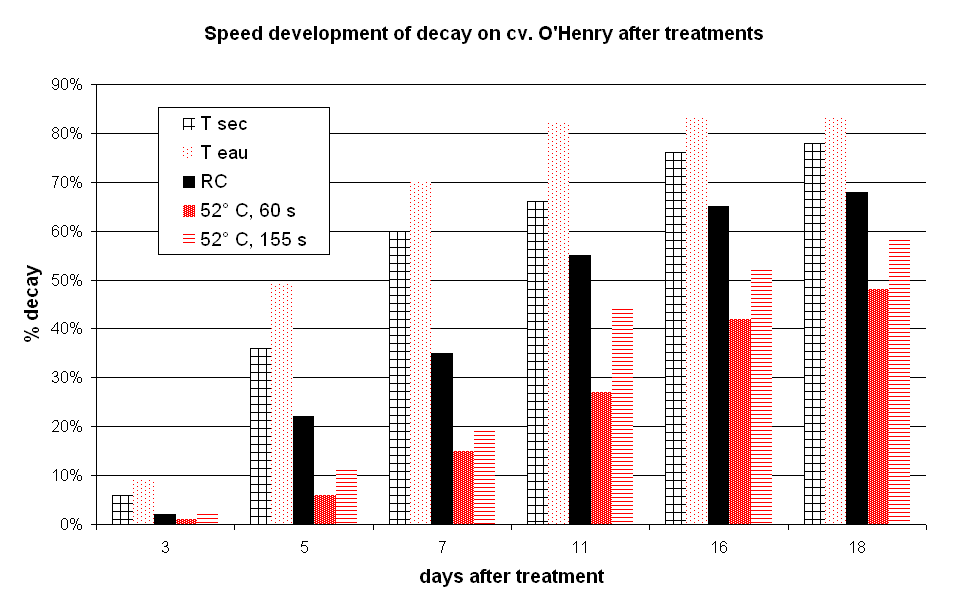 Speed development of decay on cv. O'Henry after treatments
90%
80%
70%
60%
50%
40%
30%
20%
10%
0%
% decay
T sec
T eau
RC
52° C, 60 s
52° C, 155 s
3 5 7 11 16 18
days after treatment